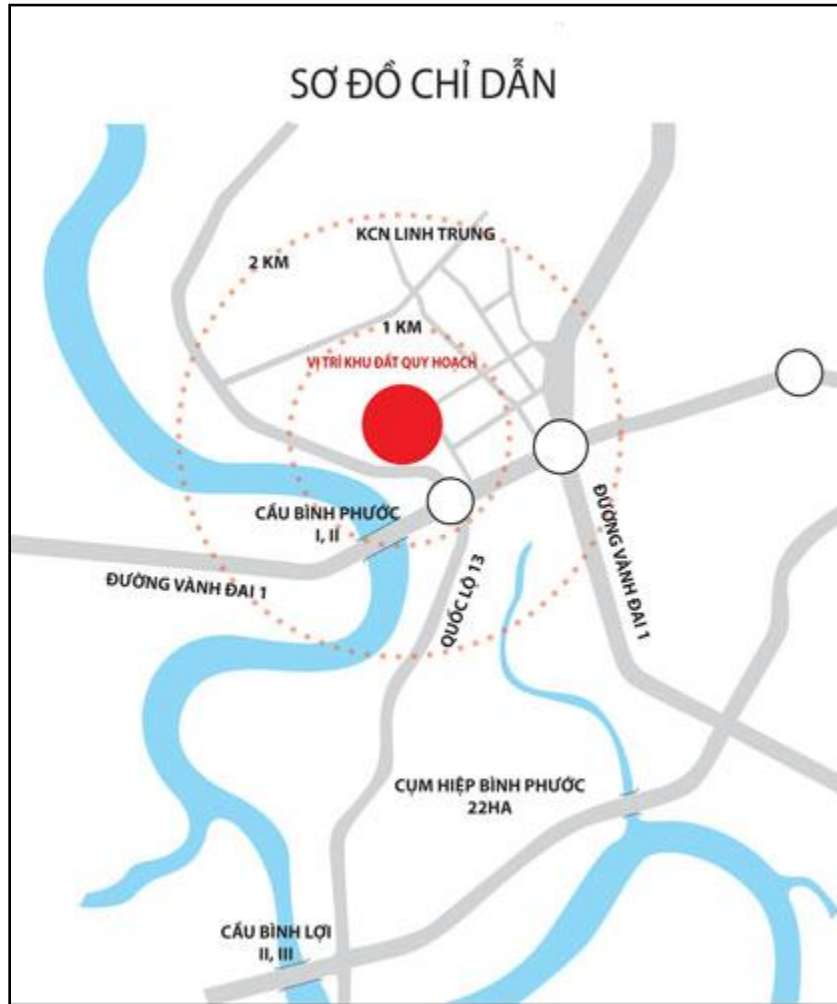 SƠ ĐỒ CHỈ DẪN
KCN LINH TRUNG
2 KM
1 KM
VỊ TRÍ KHU ĐẤT QUY HOẠCH
CẦU BÌNH PHƯỚC
I, II
ĐƯỜNG VÀNH ĐAI 1
QUỐC LỘ 13
ĐƯỜNG VÀNH ĐAI 1
CỤM HIỆP BÌNH PHƯỚC
22HA
CẦU BÌNH LỢI
II, III